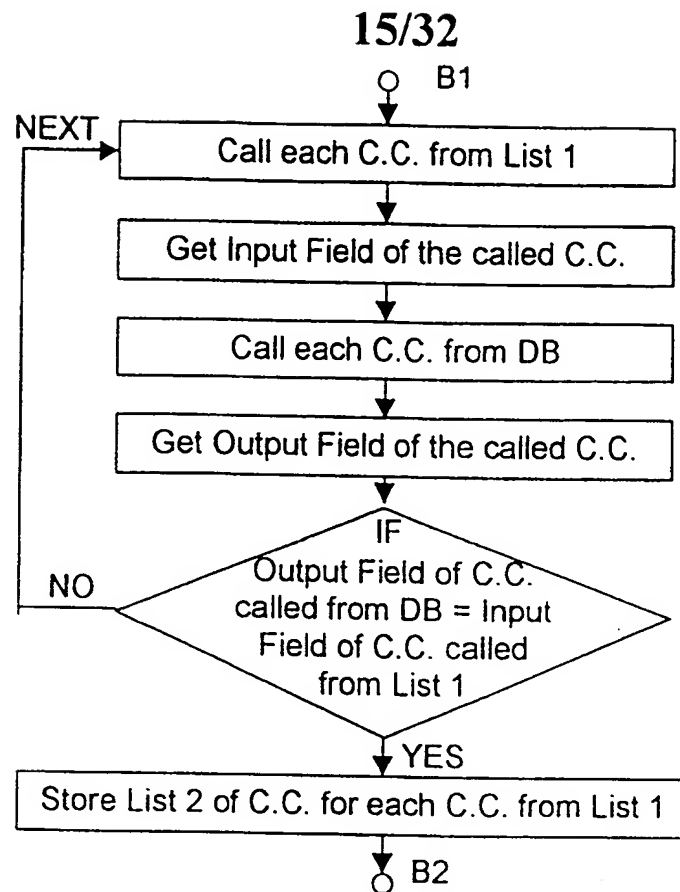 15/32
B1
NEXT
Call each C.C. from List 1
Get Input Field of the called C.C.
Call each C.C. from DB
Get Output Field of the called C.C.
IF
Output Field of C.C.
called from DB = Input
Field of C.C. called
from List 1
NO
YES
Store List 2 of C.C. for each C.C. from List 1
B2